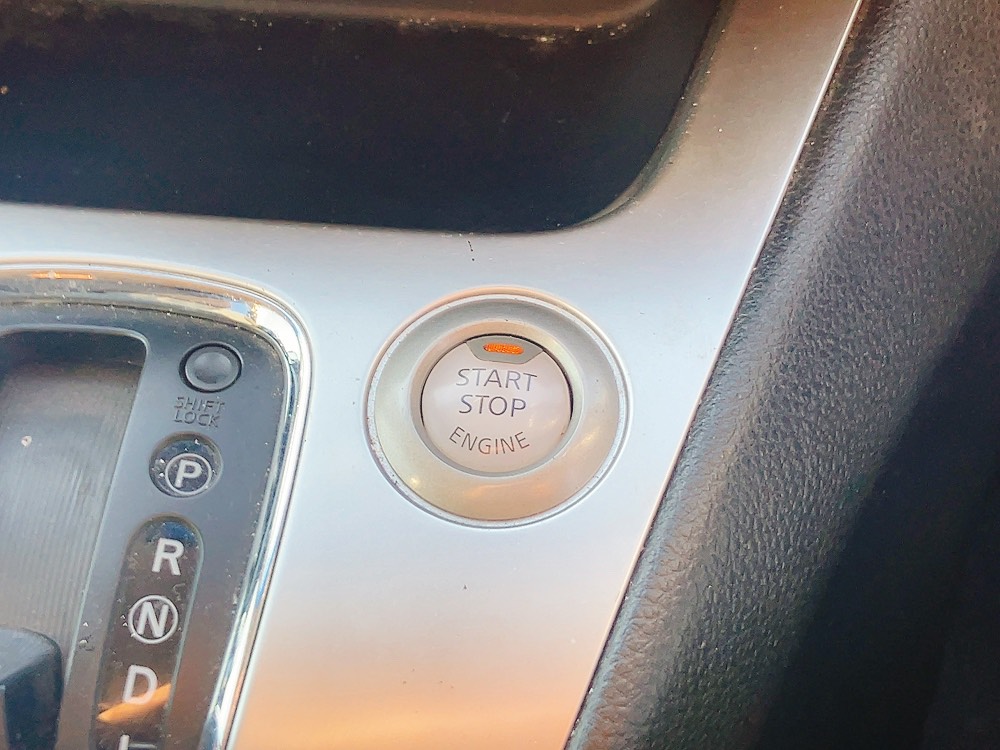 START
STOP
ENGINE
SHIFT
LOCK
P
R
N
D